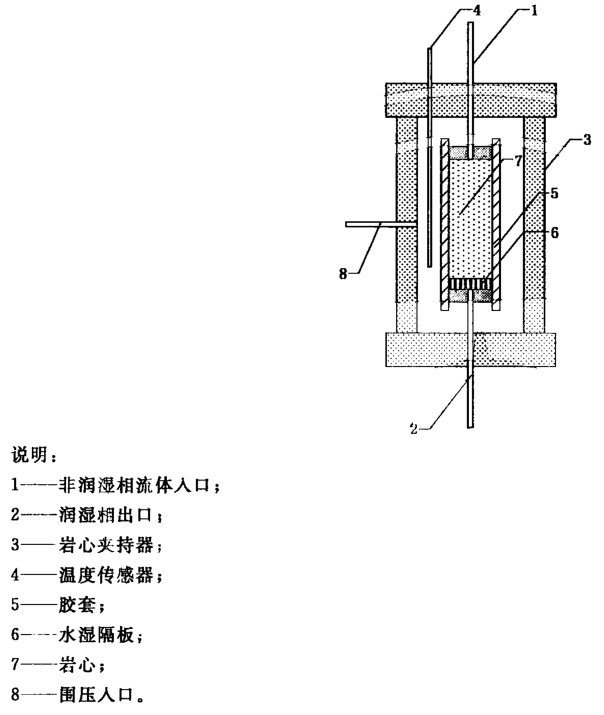 4
1
3
7
5
6
8
2
说明：
1——非润湿相流体入口；
2——润湿相出口；
3——岩心夹持器；
4——温度传感器；
5——胶套；
6——水湿隔板；
7——岩心；
8——围压入口。